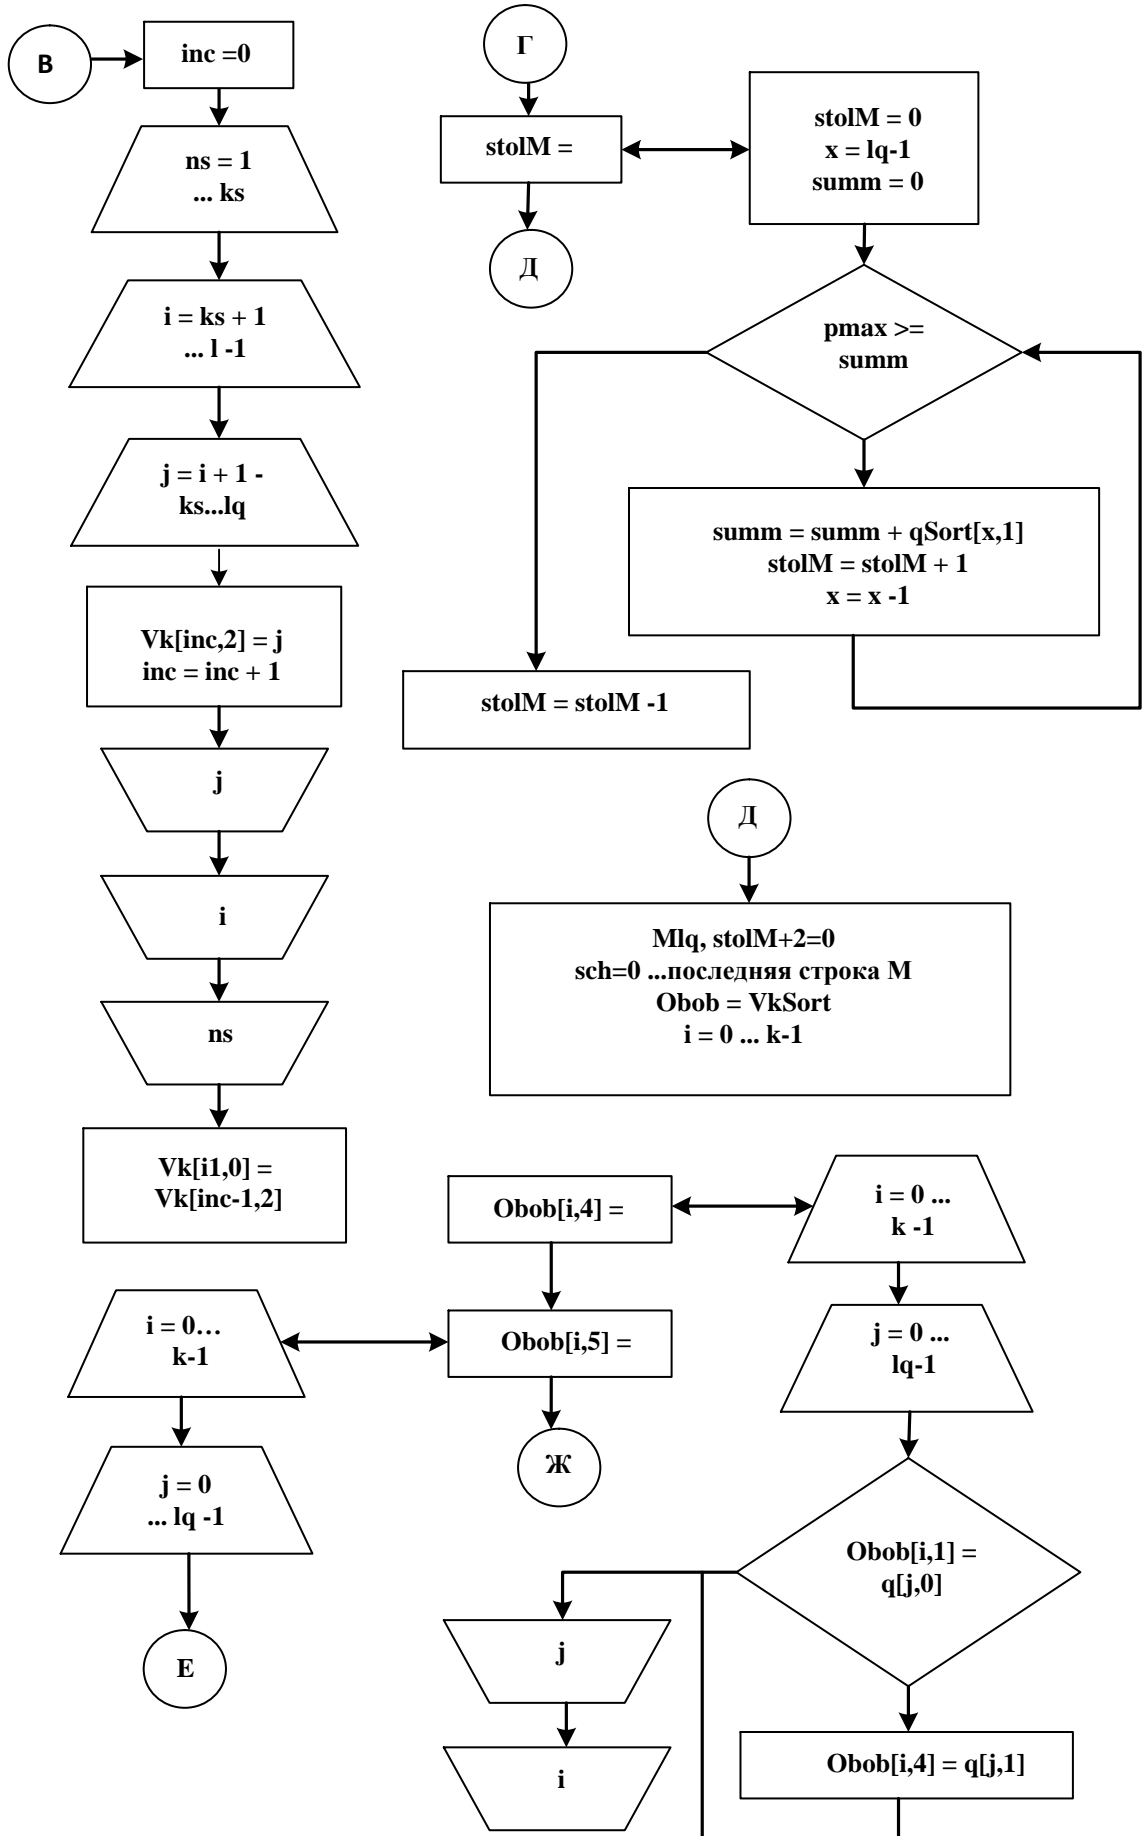 В
inc =0
ns = 1
... ks
i = ks + 1
... l -1
j = i + 1 -
ks...lq
Vk[inc,2] = j
inc = inc + 1
j
i
ns
Vk[i1,0] =
Vk[inc-1,2]
Г
stolM =
Д
stolM = 0
x = lq-1
summ = 0
pmax >=
summ
summ = summ + qSort[x,1]
stolM = stolM + 1
x = x -1
stolM = stolM -1
Д
Mlq, stolM+2=0
sch=0 ...последняя строка М
Obob = VkSort
i = 0 ... k-1
Obob[i,4] =
i = 0 ...
k -1
Obob[i,5] =
i = 0...
k-1
j = 0
... lq -1
Е
Ж
j = 0 ...
lq-1
Obob[i,1] =
q[j,0]
j
i
Obob[i,4] = q[j,1]